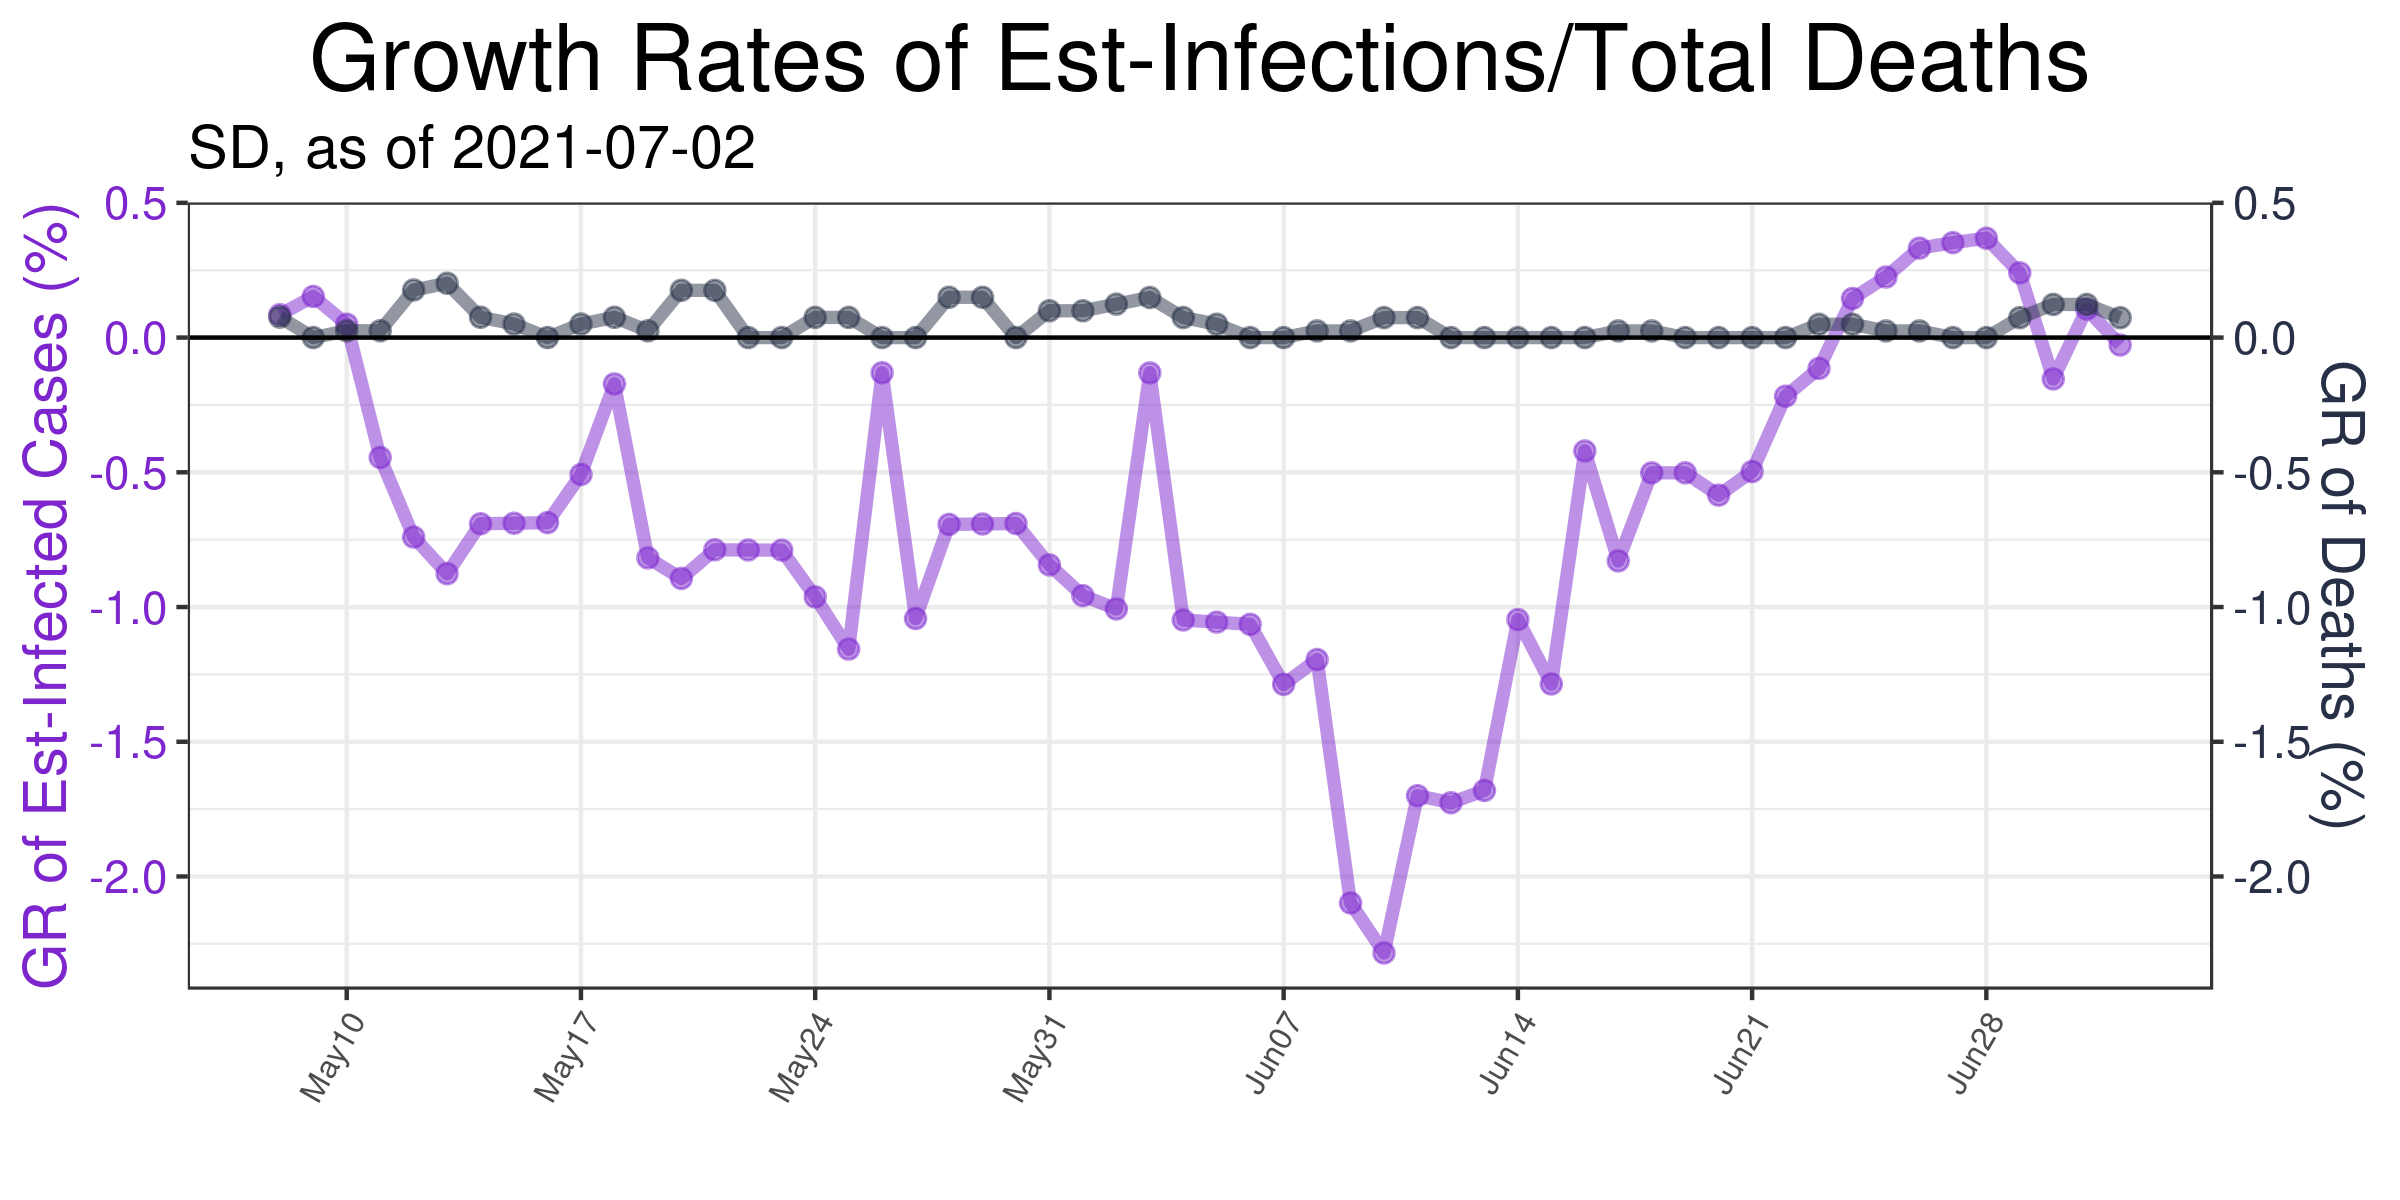 Growth Rates of Est-Infections/Total Deaths
SD, as of 2021-07-02
GR of Est-Infected Cases (%)
0.5
0.0
-0.5
-1.0
-1.5
-2.0
0.5
0.0
-0.5
-1.0
-1.5
-2.0
GR of Deaths (%)
May10
May17
May24
May31
Jun07
Jun14
Jun21
Jun28